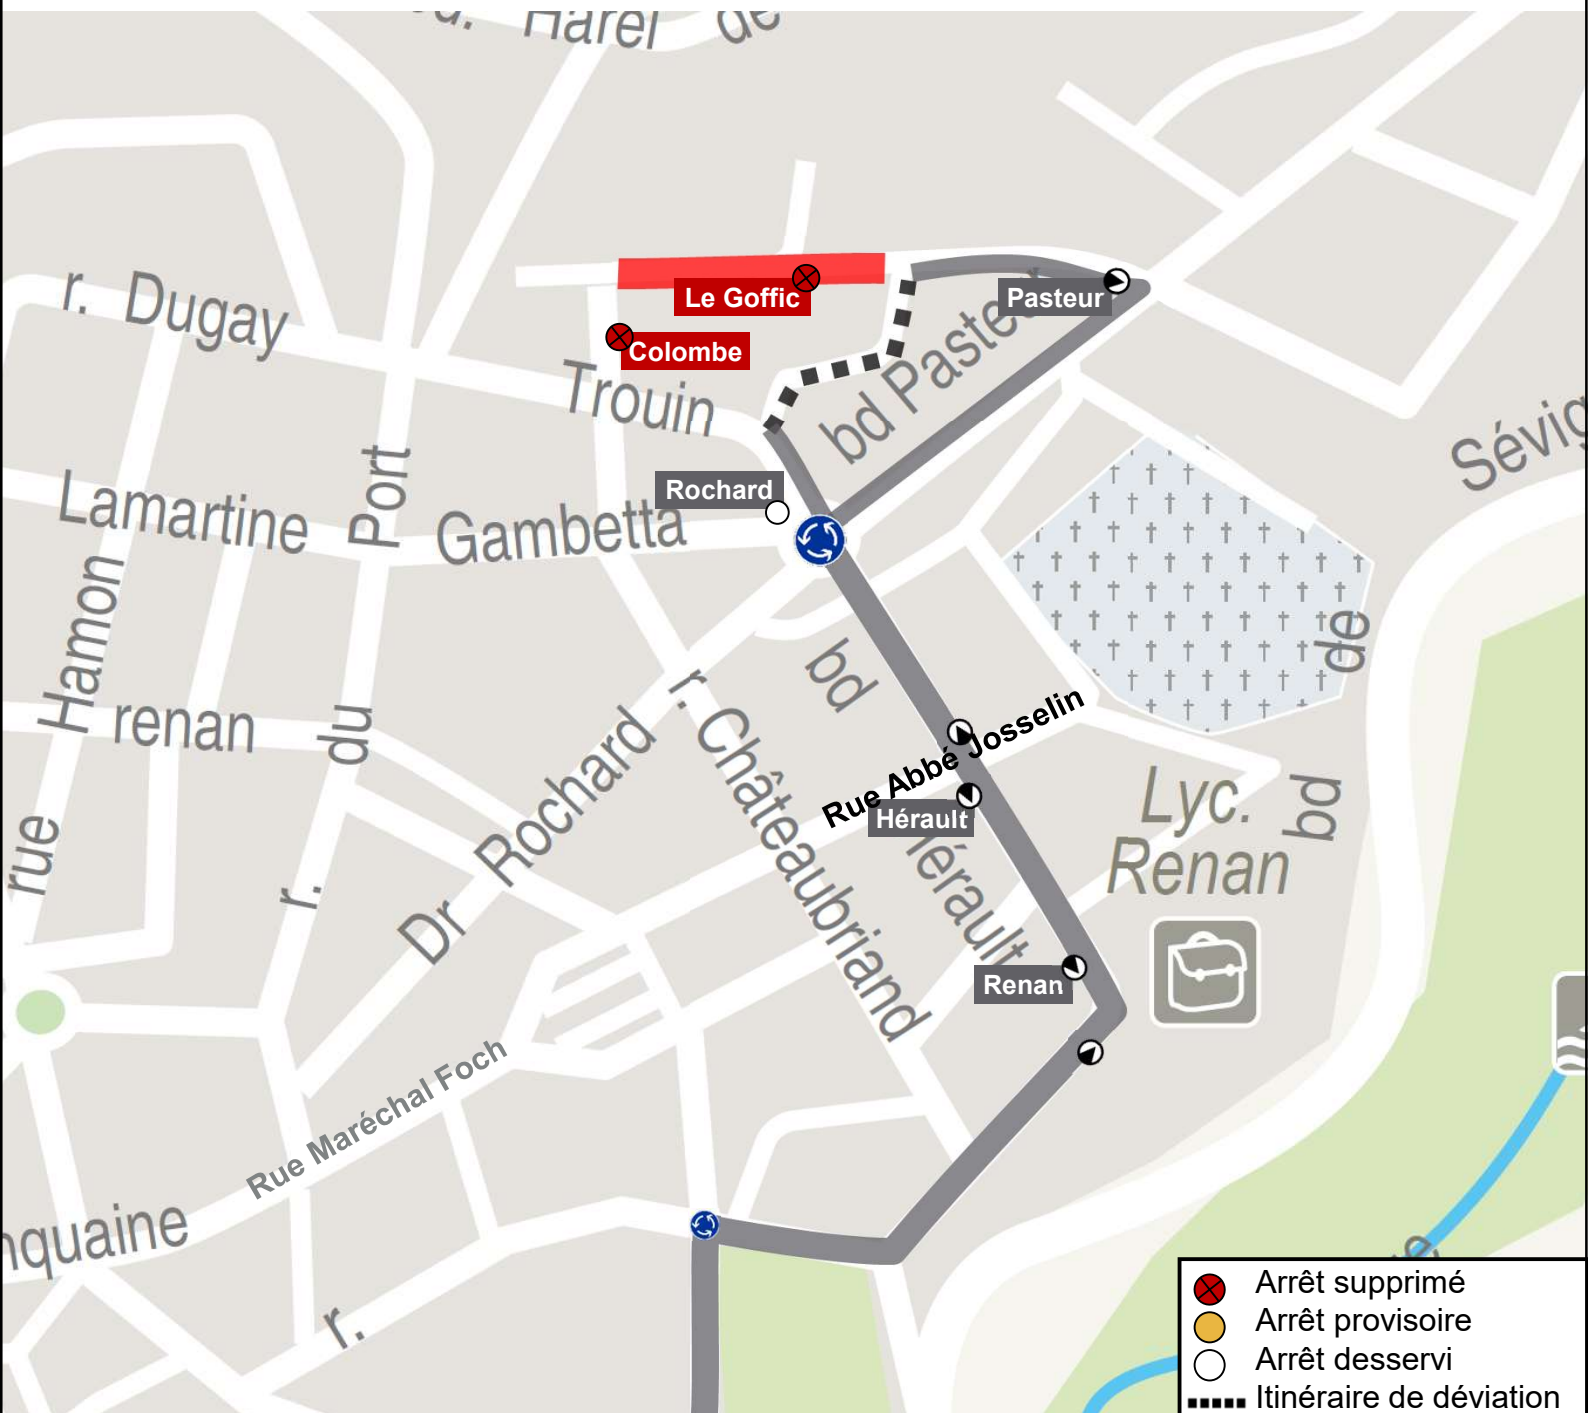 Harel de
r. Dugay
Trouin
Le Goffic
Colombe
Pasteur
bd Pasteur
Rochard
Lamartine
Gambetta
r. du Port
rue Hamon
renan
Dr Rochard
r. Châteaubriand
bd Hérault
Rue Abbé Josselin
Hérault
Renan
Lyc.
Renan
bd de Sévig
Rue Maréchal Foch
nquaine
r.
Arrêt supprimé
Arrêt provisoire
Arrêt desservi
Itinéraire de déviation